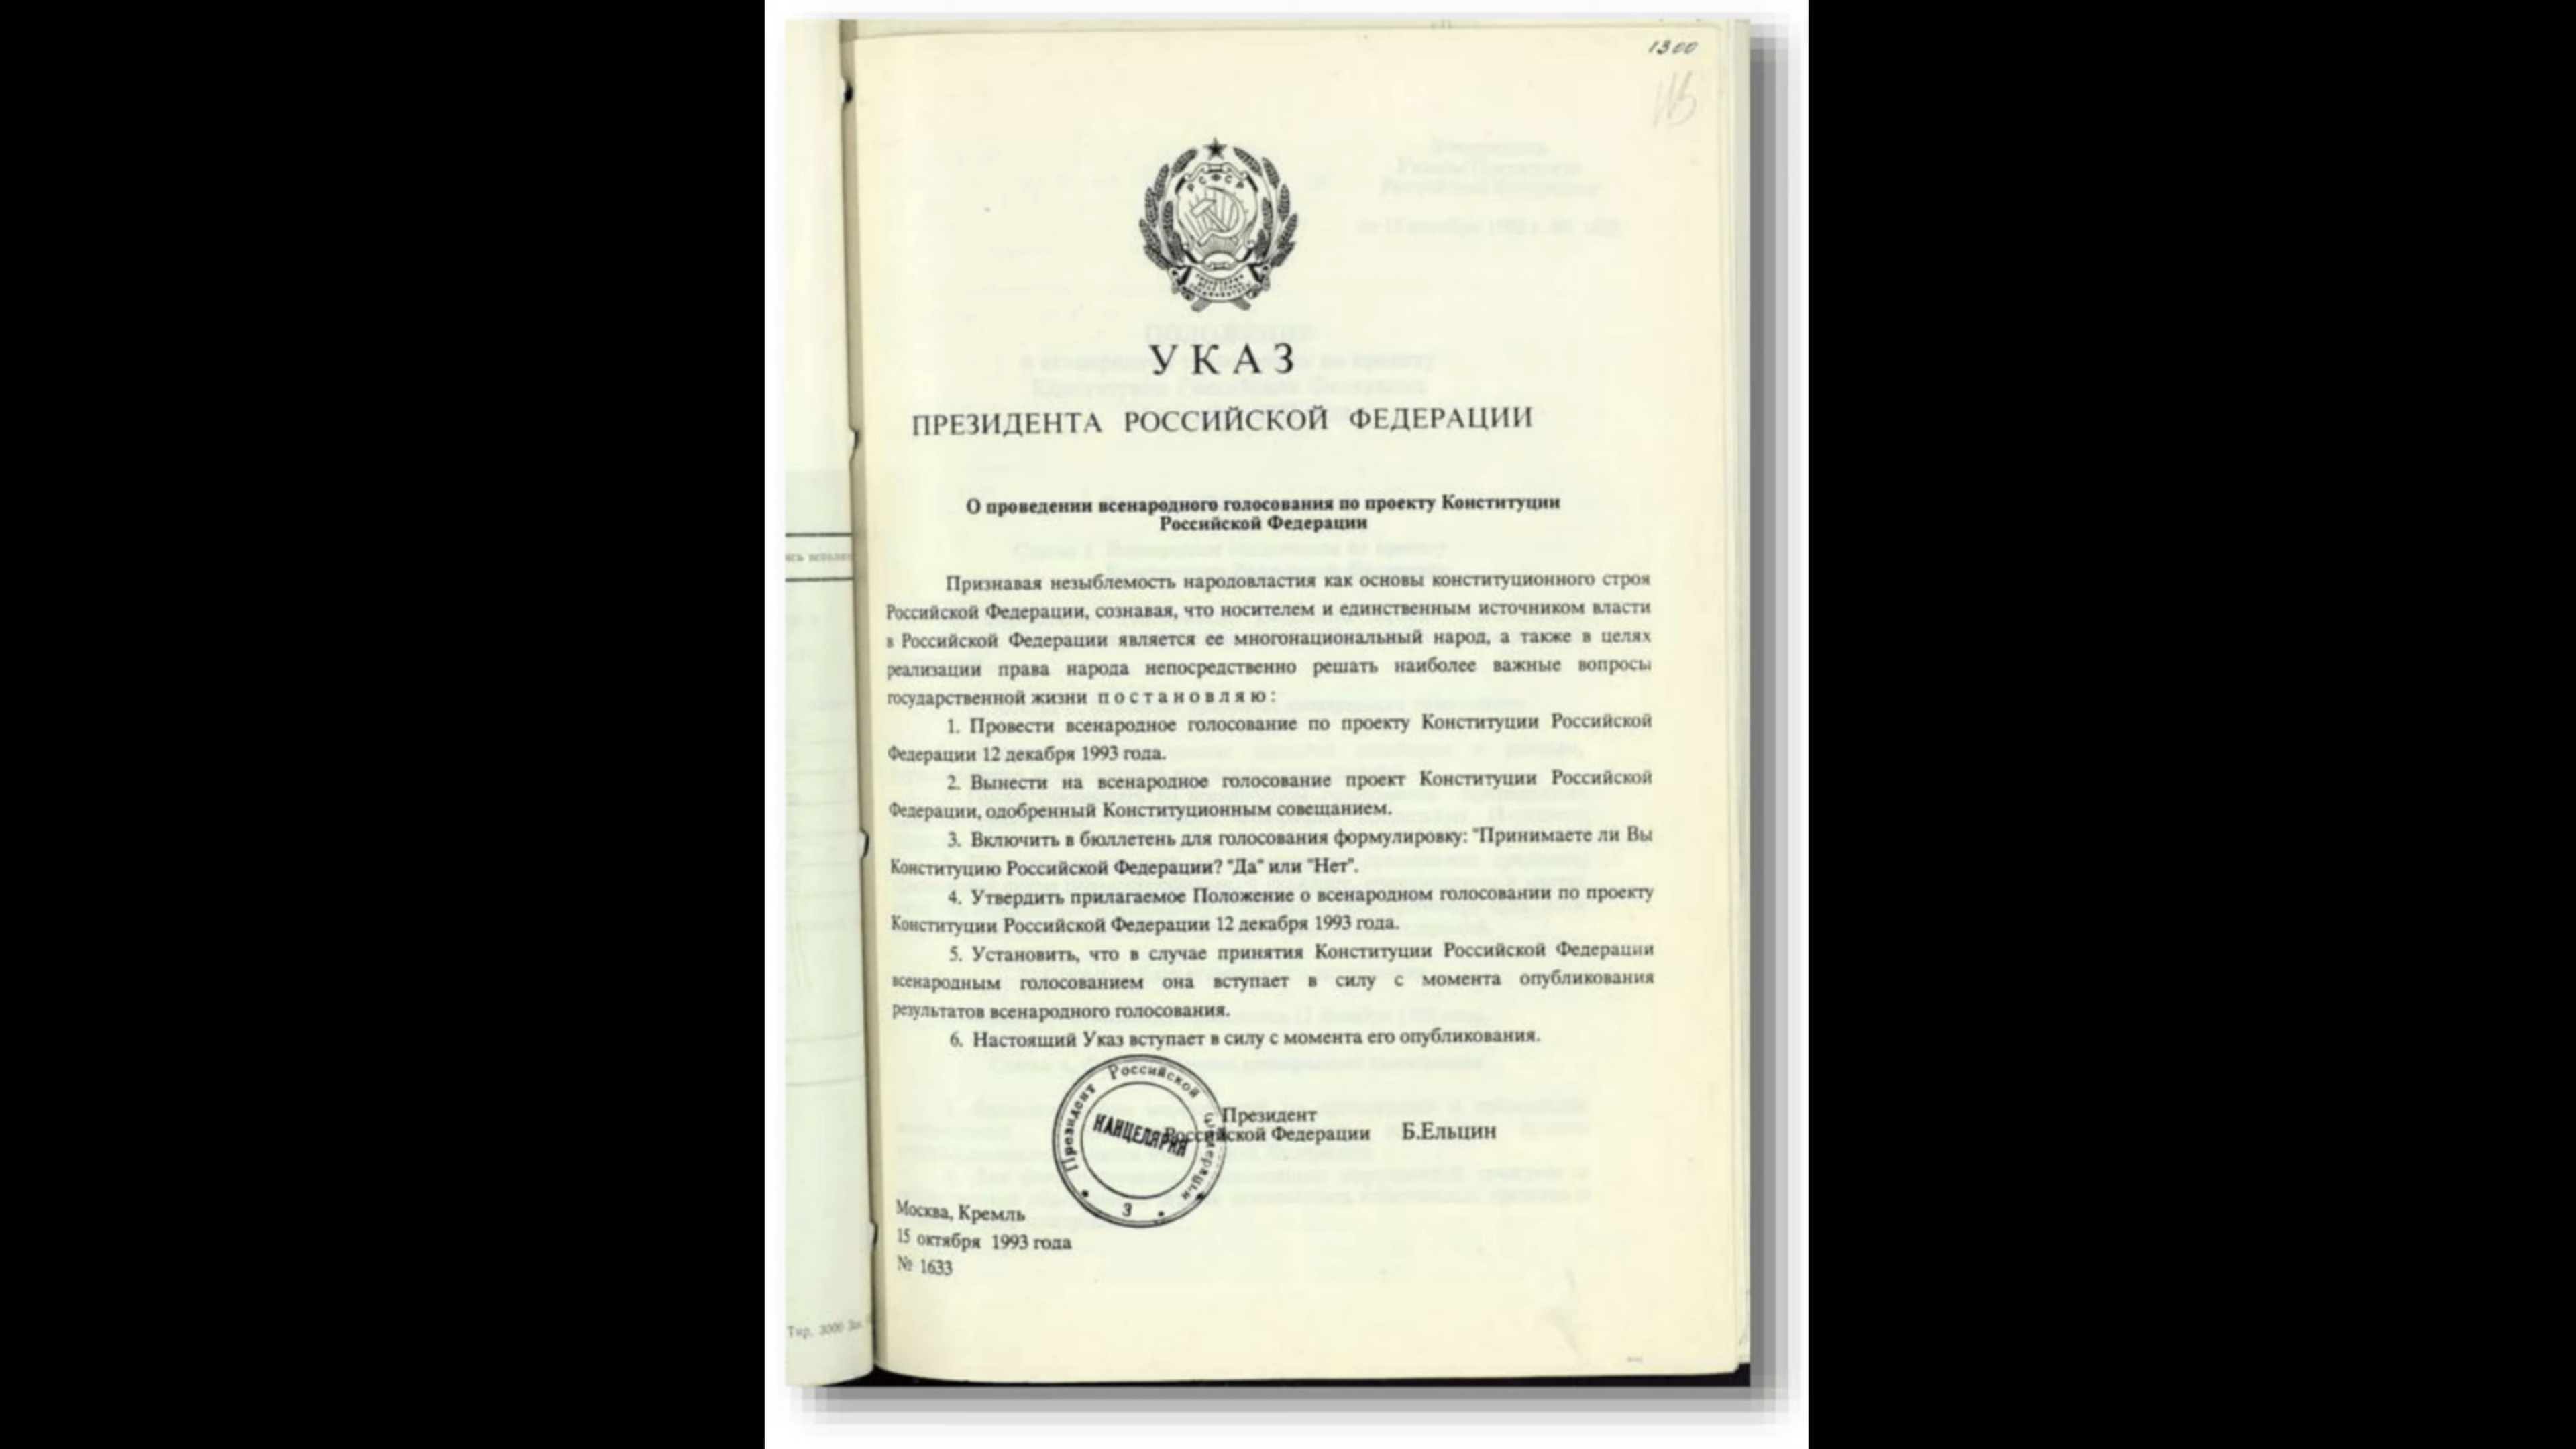 1300
РСФСР
УКАЗ
ПРЕЗИДЕНТА РОССИЙСКОЙ ФЕДЕРАЦИИ
О проведении всенародного голосования по проекту Конституции
Российской Федерации
Признавая незыблемость народовластия как основы конституционного строя
Российской Федерации, сознавая, что носителем и единственным источником власти
в Российской Федерации является ее многонациональный народ, а также в целях
реализации права народа непосредственно решать наиболее важные вопросы
государственной жизни постановляю:
1. Провести всенародное голосование по проекту Конституции Российской
Федерации 12 декабря 1993 года.
2. Вынести на всенародное голосование проект Конституции Российской
Федерации, одобренный Конституционным совещанием.
3. Включить в бюллетень для голосования формулировку: "Принимаете ли Вы
Конституцию Российской Федерации? "Да" или "Нет".
4. Утвердить прилагаемое Положение о всенародном голосовании по проекту
Конституции Российской Федерации 12 декабря 1993 года.
5. Установить, что в случае принятия Конституции Российской Федерации
всенародным голосованием она вступает в силу с момента опубликования
результатов всенародного голосования.
6. Настоящий Указ вступает в силу с момента его опубликования.
Президент Российской Федерации
КАНЦЕЛЯРИЯ
3
Президент
Российской Федерации Б.Ельцин
Москва, Кремль
15 октября 1993 года
№ 1633
Тир. 3000